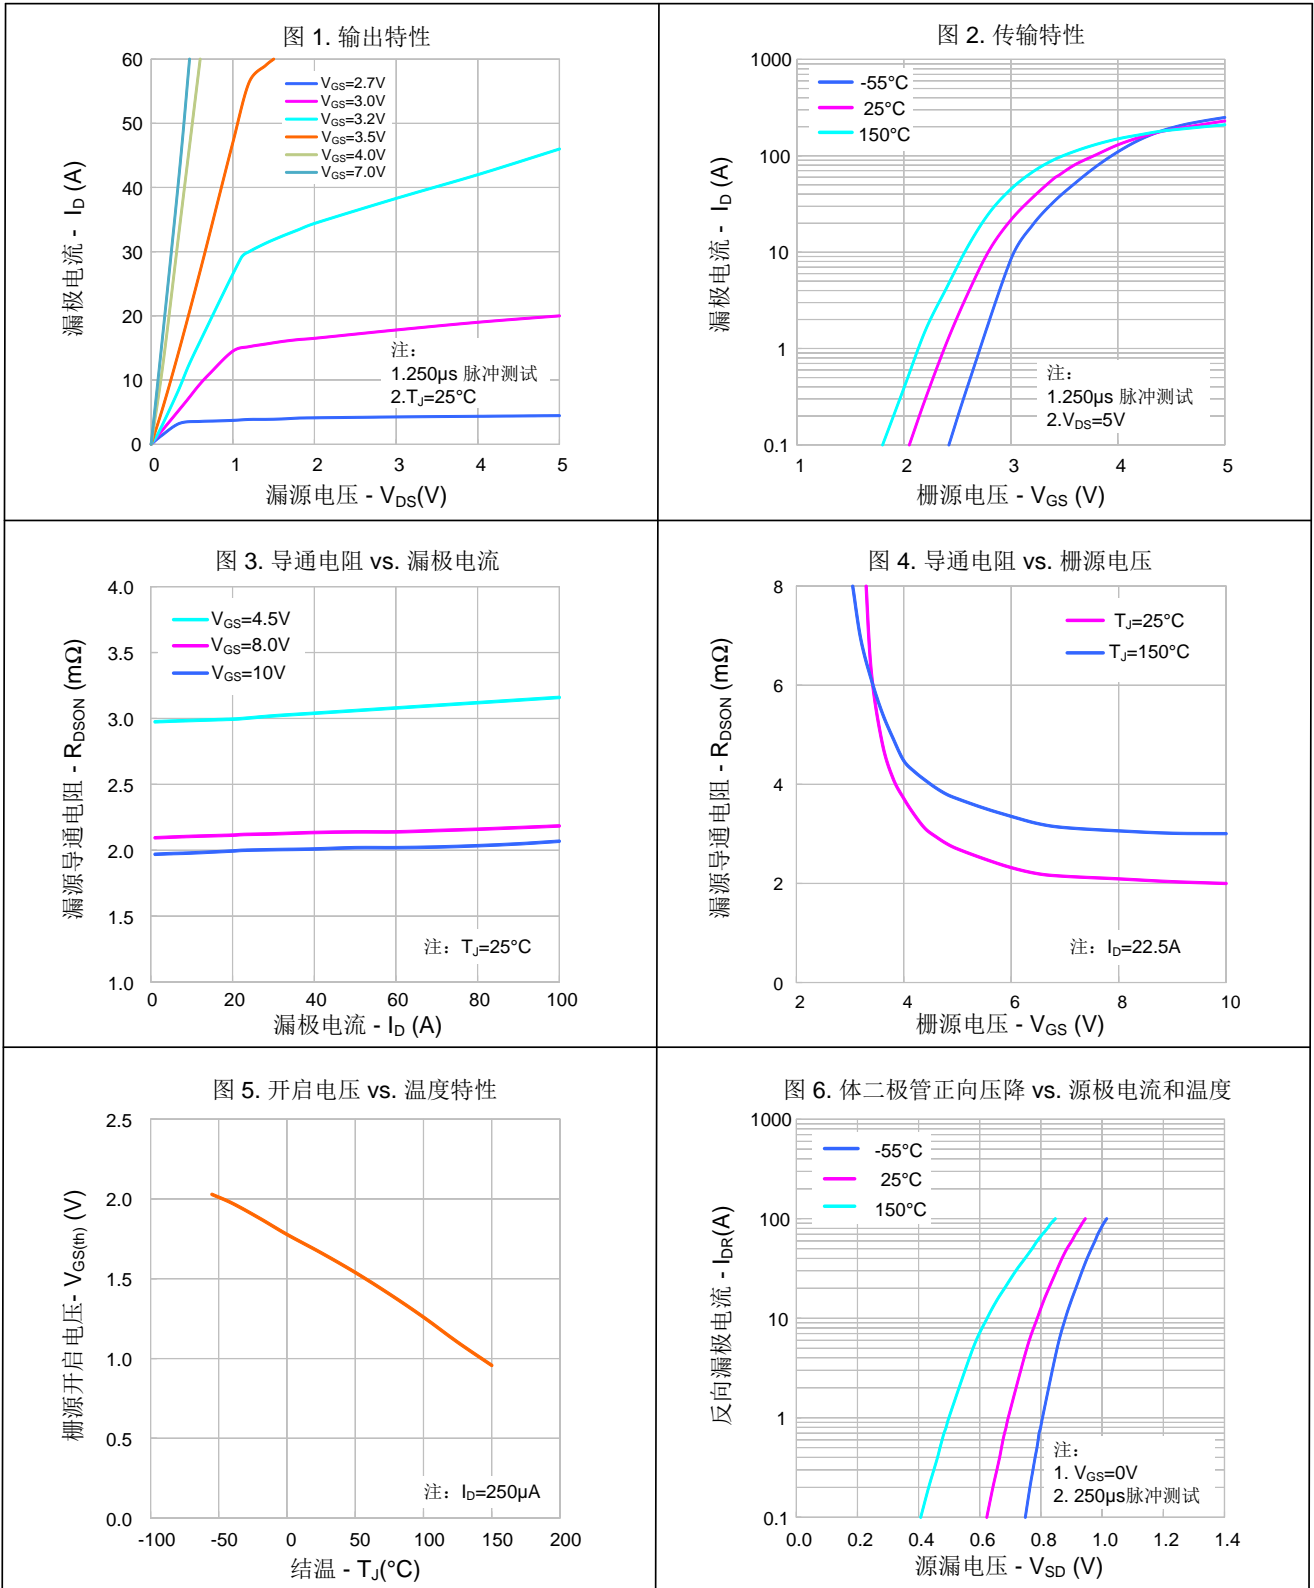 图 1. 输出特性
60
50
40
30
20
10
0
0 1 2 3 4 5
漏极电流 - ID (A)
漏源电压 - VDS(V)
VGS=2.7V
VGS=3.0V
VGS=3.2V
VGS=3.5V
VGS=4.0V
VGS=7.0V
注：
1.250μs 脉冲测试
2.TJ=25°C
图 2. 传输特性
1000
100
10
1
0.1
1 2 3 4 5
漏极电流 - ID (A)
栅源电压 - VGS (V)
-55°C
25°C
150°C
注：
1.250μs 脉冲测试
2.VDS=5V
图 3. 导通电阻 vs. 漏极电流
4.0
3.5
3.0
2.5
2.0
1.5
1.0
0 20 40 60 80 100
漏源导通电阻 - RDSON (mΩ)
漏极电流 - ID (A)
VGS=4.5V
VGS=8.0V
VGS=10V
注：TJ=25°C
图 4. 导通电阻 vs. 栅源电压
8
6
4
2
0
2 4 6 8 10
漏源导通电阻 - RDSON (mΩ)
栅源电压 - VGS (V)
TJ=25°C
TJ=150°C
注：ID=22.5A
图 5. 开启电压 vs. 温度特性
2.5
2.0
1.5
1.0
0.5
0.0
-100 -50 0 50 100 150 200
栅源开启电压- VGS(th) (V)
结温 - TJ(°C)
注：ID=250μA
图 6. 体二极管正向压降 vs. 源极电流和温度
1000
100
10
1
0.1
0.0 0.2 0.4 0.6 0.8 1.0 1.2 1.4
反向漏极电流 - IDR(A)
源漏电压 - VSD (V)
-55°C
25°C
150°C
注：
1. VGS=0V
2. 250μs脉冲测试